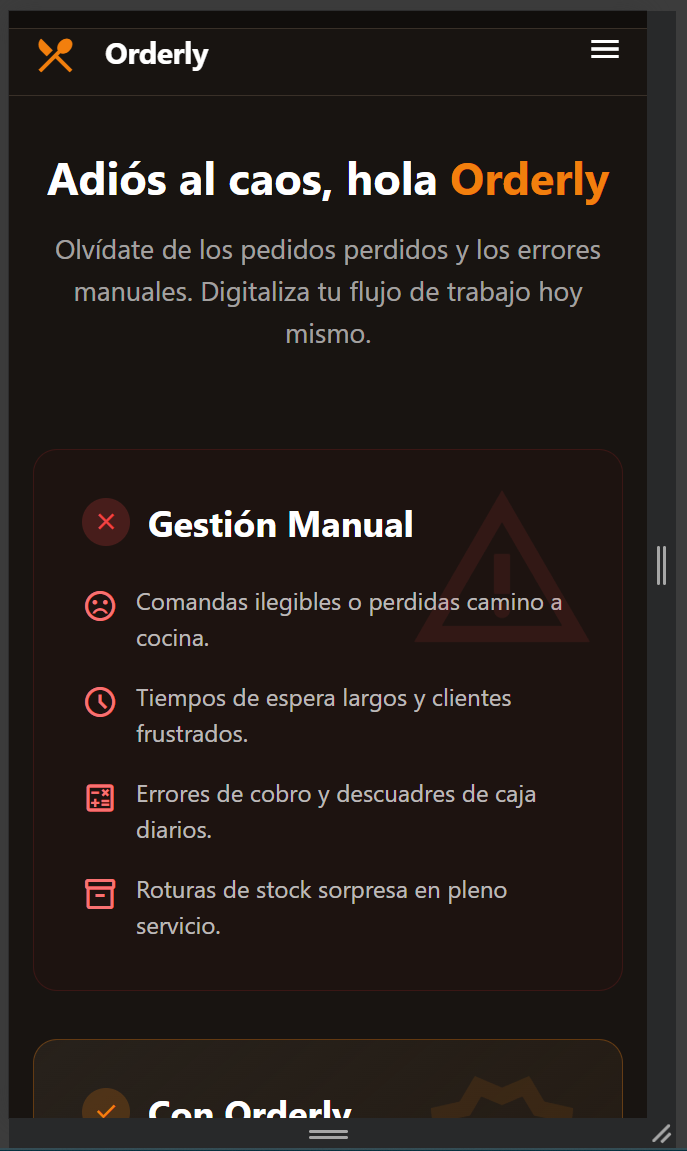 Orderly
Adiós al caos, hola Orderly
Olvídate de los pedidos perdidos y los errores
manuales. Digitaliza tu flujo de trabajo hoy
mismo.
Gestión Manual
Comandas ilegibles o perdidas camino a
cocina.
Tiempos de espera largos y clientes
frustrados.
Errores de cobro y descuadres de caja
diarios.
Roturas de stock sorpresa en pleno
servicio.
Con Orderly